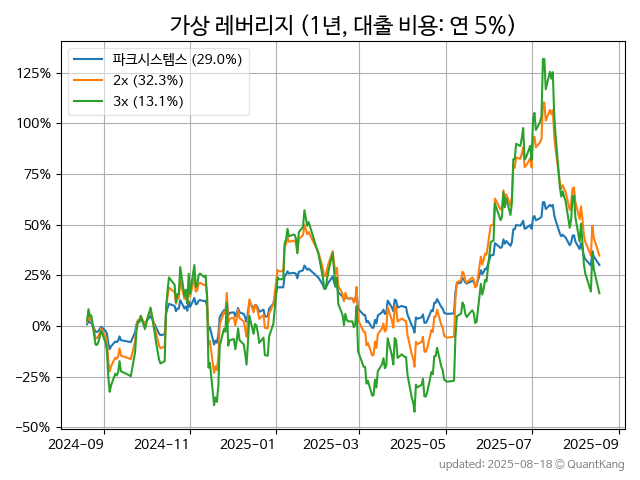 가상 레버리지 (1년, 대출 비용: 연 5%)
파크시스템스 (29.0%)
2x (32.3%)
3x (13.1%)
125%
100%
75%
50%
25%
0%
−25%
−50%
2024-09 2024-11 2025-01 2025-03 2025-05 2025-07 2025-09
updated: 2025-08-18 © QuantKang